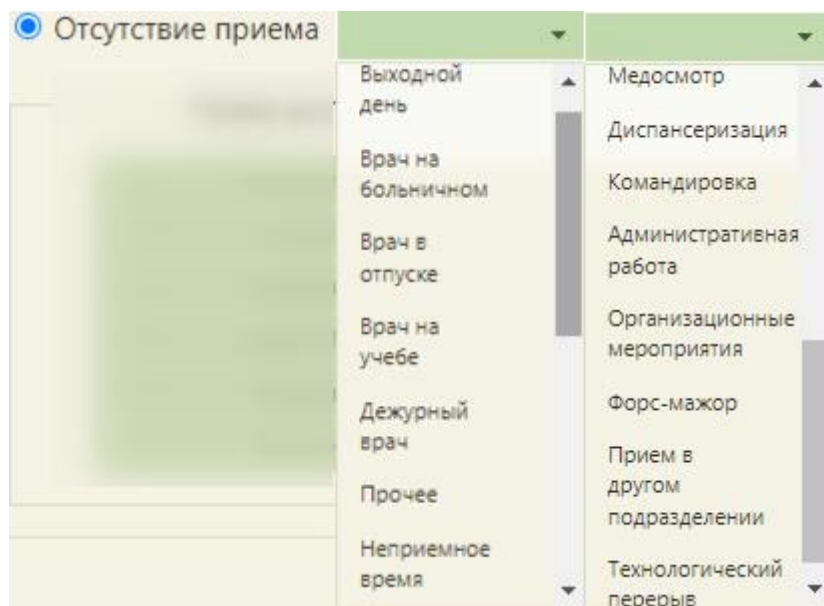 Отсутствие приема
Выходной
день
Врач на
больничном
Врач в
отпуске
Врач на
учебе
Дежурный
врач
Прочее
Неприемное
время
Медосмотр
Диспансеризация
Командировка
Административная
работа
Организационные
мероприятия
Форс-мажор
Прием в
другом
подразделении
Технологический
перерыв